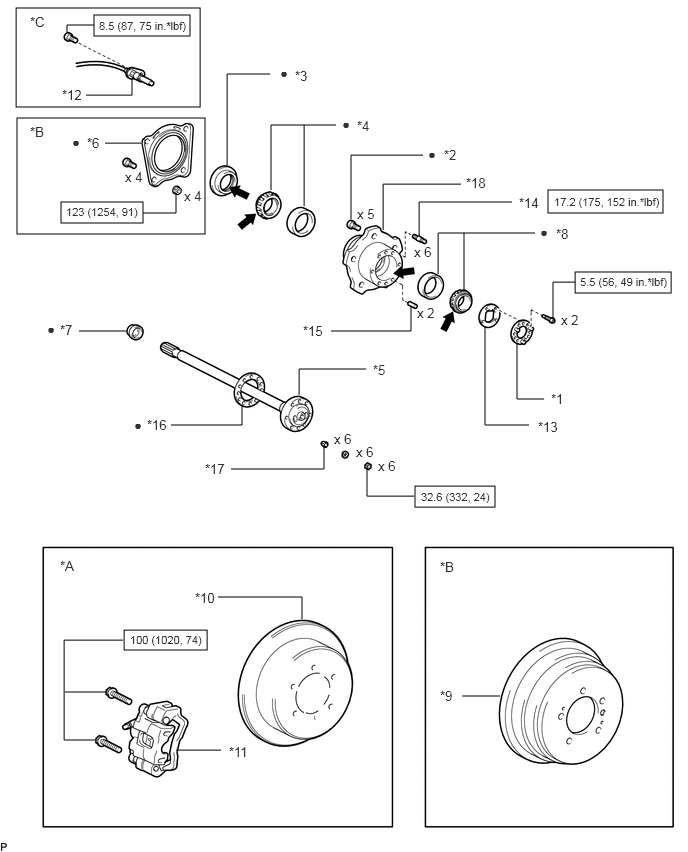 *C
8.5 (87, 75 in.*lbf)
*12
● *3
● *4
*B
● *6
x 4
x 4
123 (1254, 91)
● *2
*18
x 5
*14
17.2 (175, 152 in.*lbf)
x 6
● *8
5.5 (56, 49 in.*lbf)
x 2
x 2
*15
● *7
*5
*1
*13
● *16
x 6
x 6
x 6
*17
32.6 (332, 24)
*A
*10
100 (1020, 74)
*11
*B
*9
P